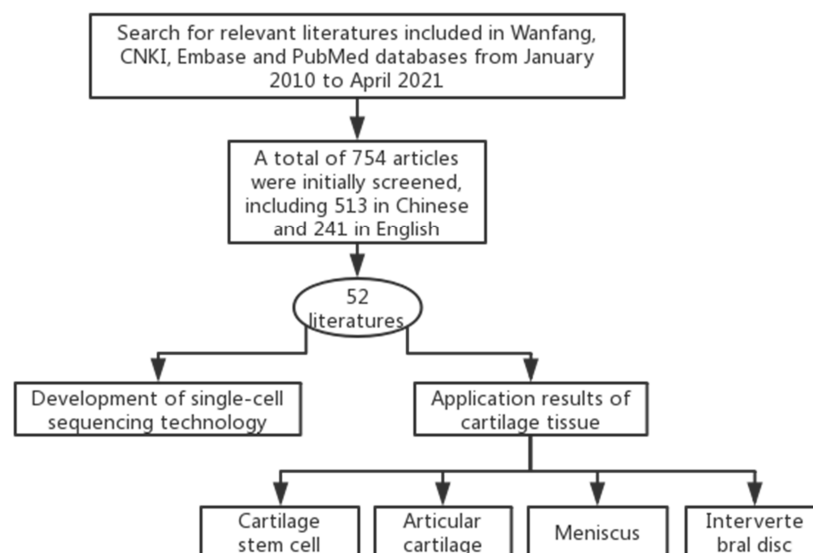 Search for relevant literatures included in Wanfang,
CNKI, Embase and PubMed databases from January
2010 to April 2021
A total of 754 articles
were initially screened,
including 513 in Chinese
and 241 in English
52
literatures
Development of single-cell
sequencing technology
Application results of
cartilage tissue
Cartilage
stem cell
Articular
cartilage
Meniscus
Interverte
bral disc